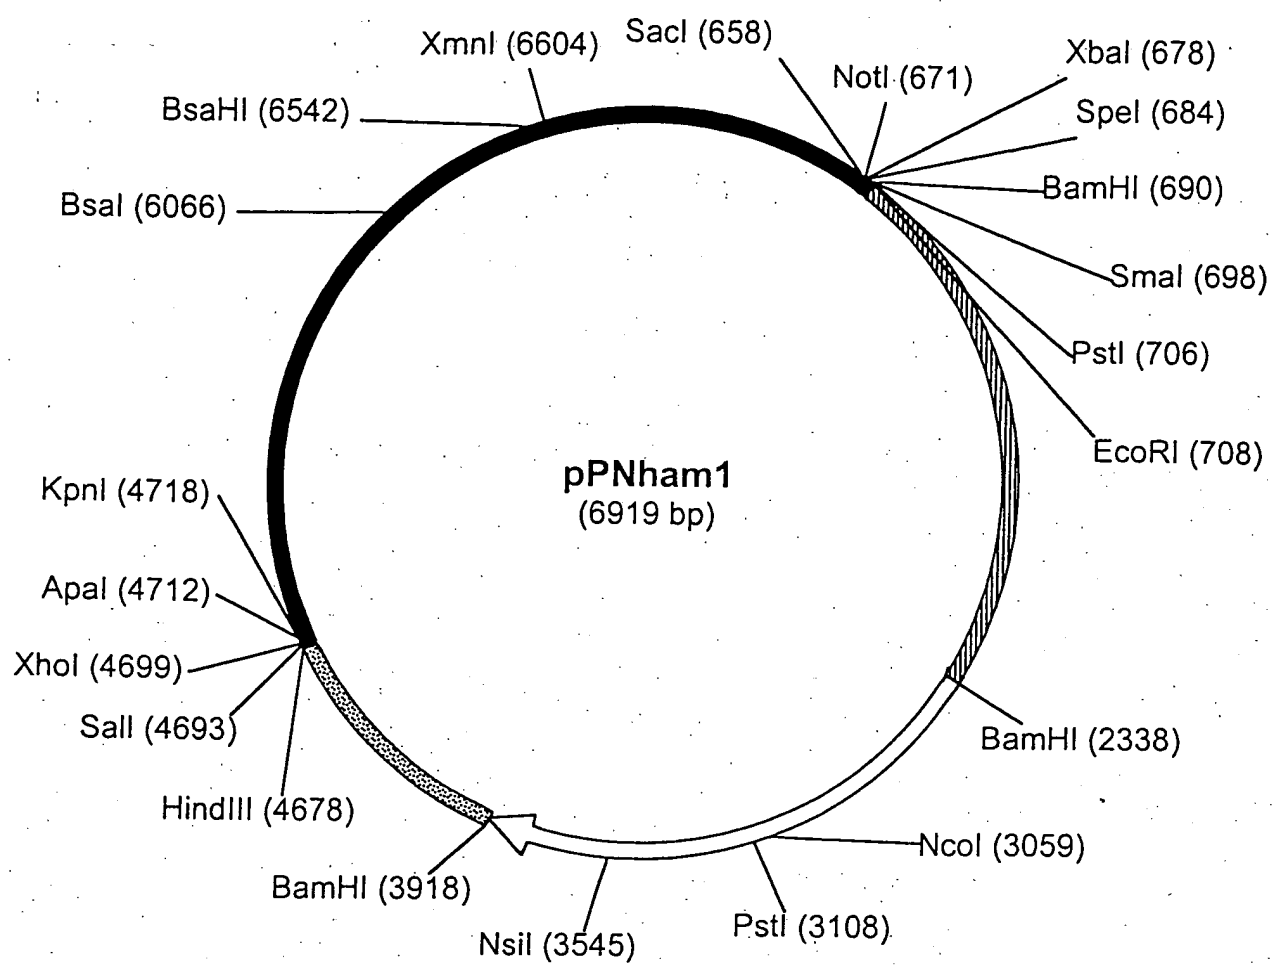 XmnI (6604)
SacI (658)
XbaI (678)
NotI (671)
BsaHI (6542)
SpeI (684)
BsaI (6066)
BamHI (690)
SmaI (698)
PstI (706)
EcoRI (708)
pPNham1
(6919 bp)
KpnI (4718)
ApaI (4712)
XhoI (4699)
SalI (4693)
BamHI (2338)
HindIII (4678)
NcoI (3059)
BamHI (3918)
PstI (3108)
NsiI (3545)